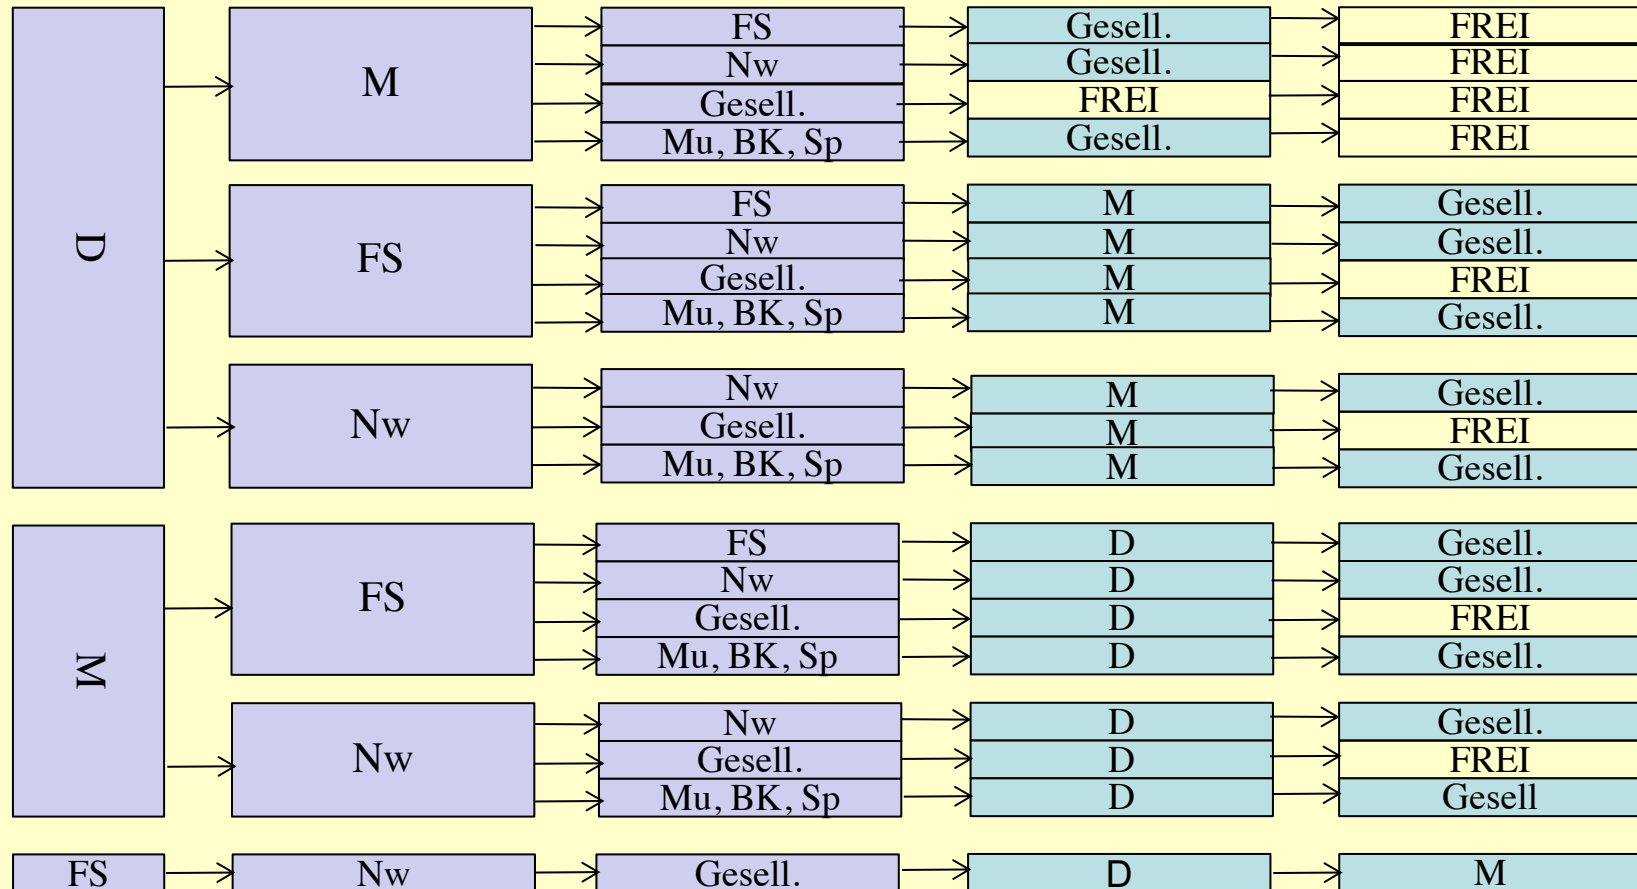 D
M
FS Gesell. FREI
Nw Gesell. FREI
Gesell. FREI FREI
Mu, BK, Sp Gesell. FREI
FS
FS M Gesell.
Nw M Gesell.
Gesell. M FREI
Mu, BK, Sp M Gesell.
Nw
Nw M Gesell.
Gesell. M FREI
Mu, BK, Sp M Gesell.
M
FS
FS D Gesell.
Nw D Gesell.
Gesell. D FREI
Mu, BK, Sp D Gesell.
Nw
Nw D Gesell.
Gesell. D FREI
Mu, BK, Sp D Gesell
FS Nw Gesell. D M